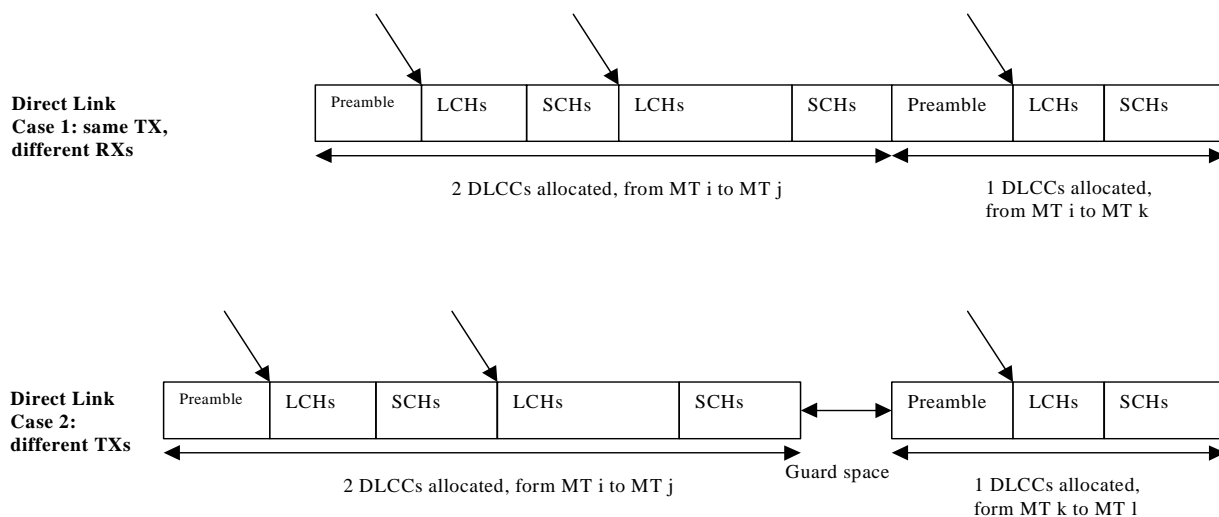 Direct Link
Case 1: same TX,
different RXs
Preamble LCHs SCHs LCHs SCHs Preamble LCHs SCHs
2 DLCCs allocated, from MT i to MT j
1 DLCCs allocated,
from MT i to MT k
Direct Link
Case 2:
different TXs
Preamble LCHs SCHs LCHs SCHs Preamble LCHs SCHs
Guard space
2 DLCCs allocated, form MT i to MT j
1 DLCCs allocated,
form MT k to MT l